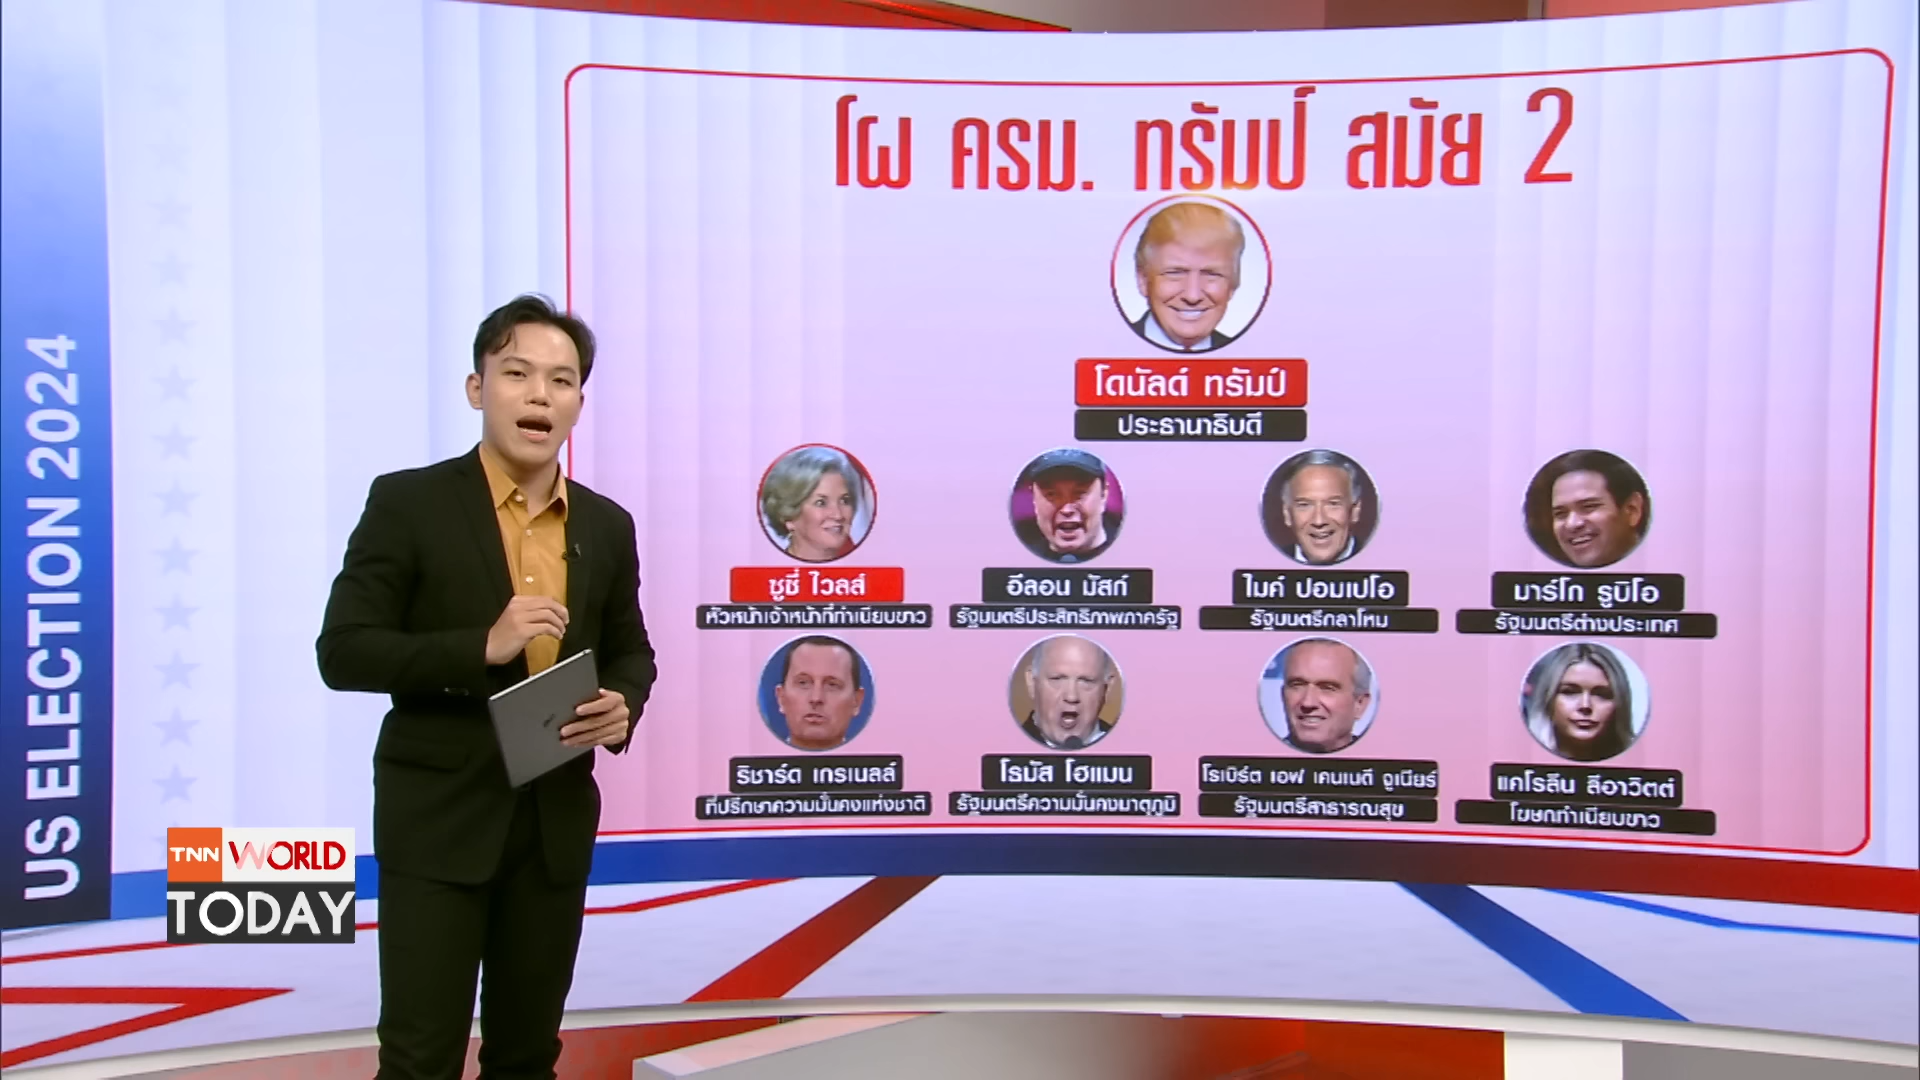 US ELECTION 2024
โผ ครม. ทรัมป์ สมัย 2
โดนัลด์ ทรัมป์
ประธานาธิบดี
ซูซี่ ไวลส์
หัวหน้าเจ้าหน้าที่ทำเนียบขาว
อีลอน มัสก์
รัฐมนตรีประสิทธิภาพภาครัฐ
ไมค์ ปอมเปโอ
รัฐมนตรีกลาโหม
มาร์โก รูบิโอ
รัฐมนตรีต่างประเทศ
ริชาร์ด เกรเนลล์
ที่ปรึกษาความมั่นคงแห่งชาติ
โธมัส โฮแมน
รัฐมนตรีความมั่นคงมาตุภูมิ
โรเบิร์ต เอฟ เคนเนดี จูเนียร์
รัฐมนตรีสาธารณสุข
แคโรลีน ลีอาวิตต์
โฆษกทำเนียบขาว
TNN WORLD
TODAY